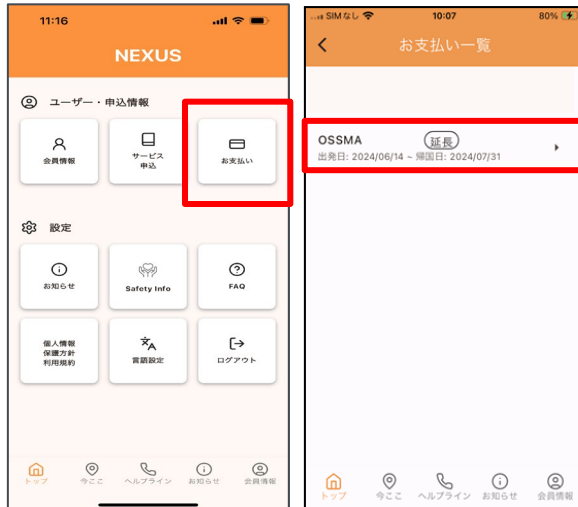 11:16
NEXUS
ユーザー・申込情報
会員情報
サービス
申込
お支払い
設定
お知らせ
Safety Info
FAQ
個人情報
保護方針
利用規約
言語設定
ログアウト
トップ
今ここ
ヘルプライン
お知らせ
会員情報
SIMなし
10:07
80%
お支払い一覧
OSSMA
延長
出発日: 2024/06/14 ~ 帰国日: 2024/07/31
トップ
今ここ
ヘルプライン
お知らせ
会員情報